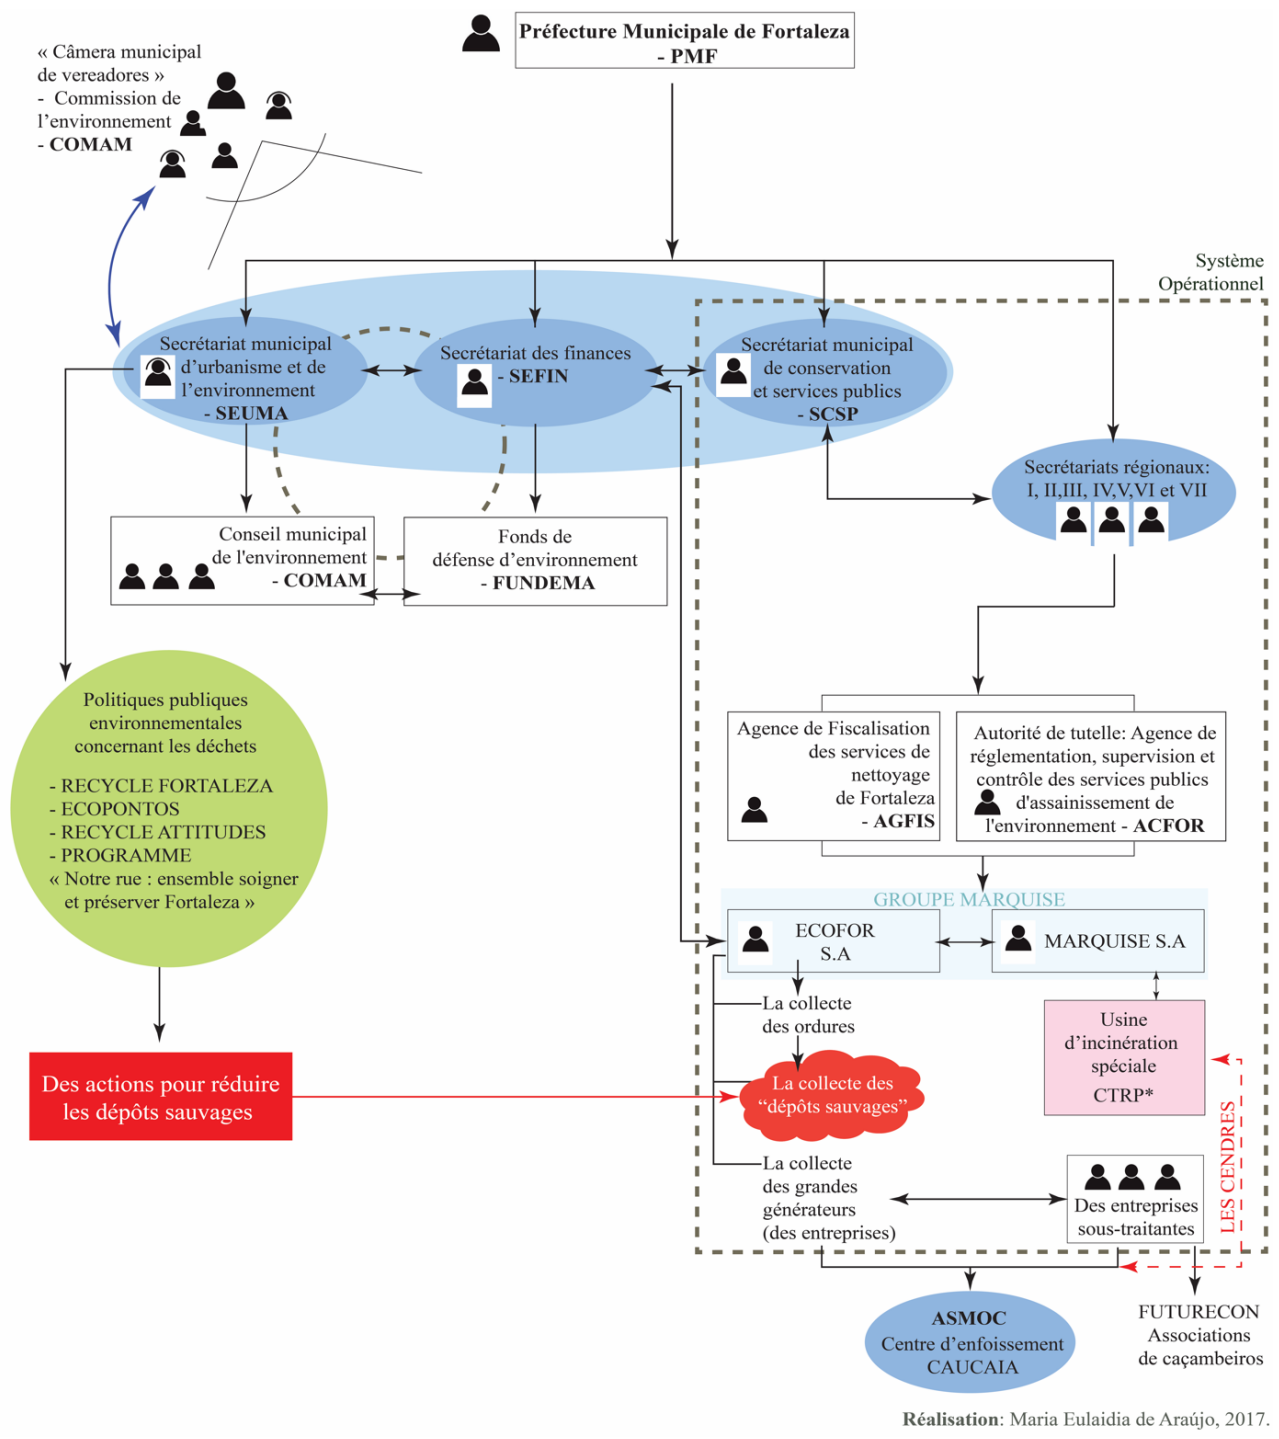 Préfecture Municipale de Fortaleza
- PMF
« Câmera municipal
de vereadores »
- Commission de
l’environnement
- COMAM
Système
Opérationnel
Secrétariat municipal
d’urbanisme et de
l’environnement
- SEUMA
Secrétariat des finances
- SEFIN
Secrétariat municipal
de conservation
et services publics
- SCSP
Secrétariats régionaux:
I, II,III, IV,V,VI et VII
Conseil municipal
de l'environnement
- COMAM
Fonds de
défense d’environnement
- FUNDEMA
Politiques publiques
environnementales
concernant les déchets
- RECYCLE FORTALEZA
- ECOPONTOS
- RECYCLE ATTITUDES
- PROGRAMME
« Notre rue : ensemble soigner
et préserver Fortaleza »
Agence de Fiscalisation
des services de
nettoyage
de Fortaleza
- AGFIS
Autorité de tutelle: Agence de
réglementation, supervision et
contrôle des services publics
d'assainissement de
l'environnement - ACFOR
GROUPE MARQUISE
ECOFOR
S.A
MARQUISE S.A
La collecte
des ordures
Usine
d’incinération
spéciale
CTRP*
Des actions pour réduire
les dépôts sauvages
La collecte des
“dépôts sauvages”
LES CENDRES
La collecte
des grandes
générateurs
(des entreprises)
Des entreprises
sous-traitantes
ASMOC
Centre d’enfoissement
CAUCAIA
FUTURECON
Associations
de caçambeiros
Réalisation: Maria Eulaidia de Araújo, 2017.